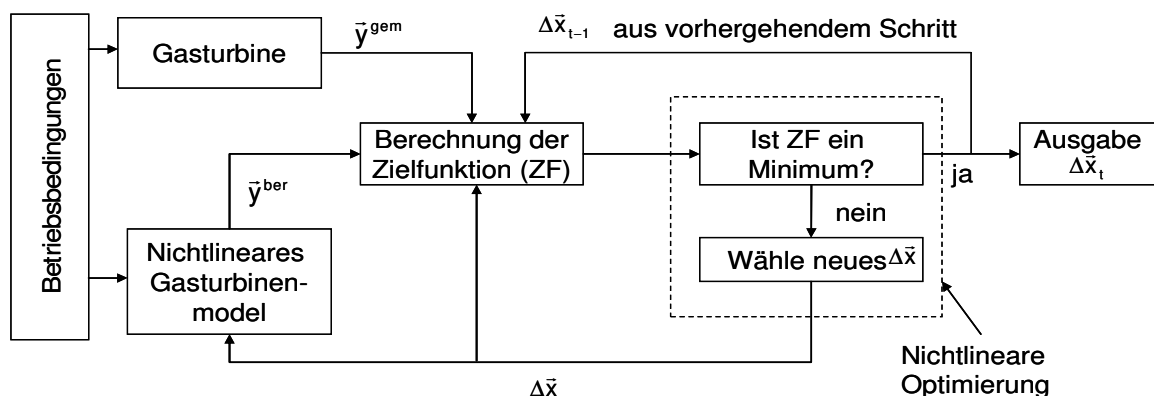 Betriebsbedingungen
Gasturbine
y⃗ᵍᵉᵐ
Δx⃗ₜ₋₁ aus vorhergehendem Schritt
Berechnung der
Zielfunktion (ZF)
Ist ZF ein
Minimum?
ja
Ausgabe
Δx⃗ₜ
y⃗ᵇᵉʳ
nein
Nichtlineares
Gasturbinen-
model
Wähle neues Δx⃗
Δx⃗
Nichtlineare
Optimierung